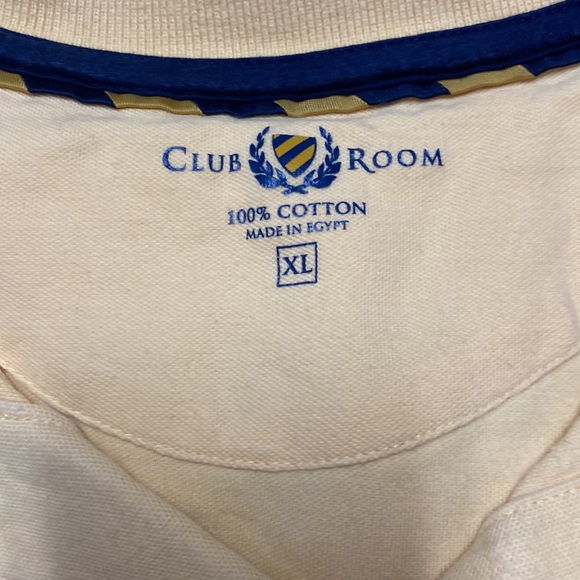 CLUB ROOM
100% COTTON
MADE IN EGYPT
XL